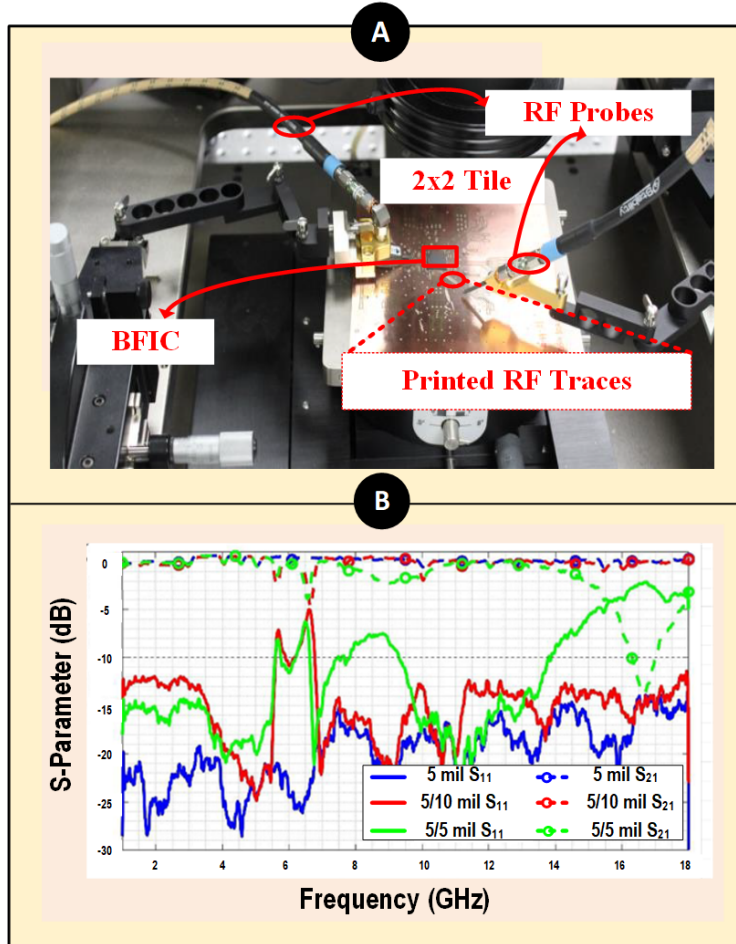 A
RF Probes
2x2 Tile
BFIC
Printed RF Traces
B
0
-5
-10
-15
-20
-25
-30
S-Parameter (dB)
5 mil S₁₁
5 mil S₂₁
5/10 mil S₁₁
5/10 mil S₂₁
5/5 mil S₁₁
5/5 mil S₂₁
2
4
6
8
10
12
14
16
18
Frequency (GHz)